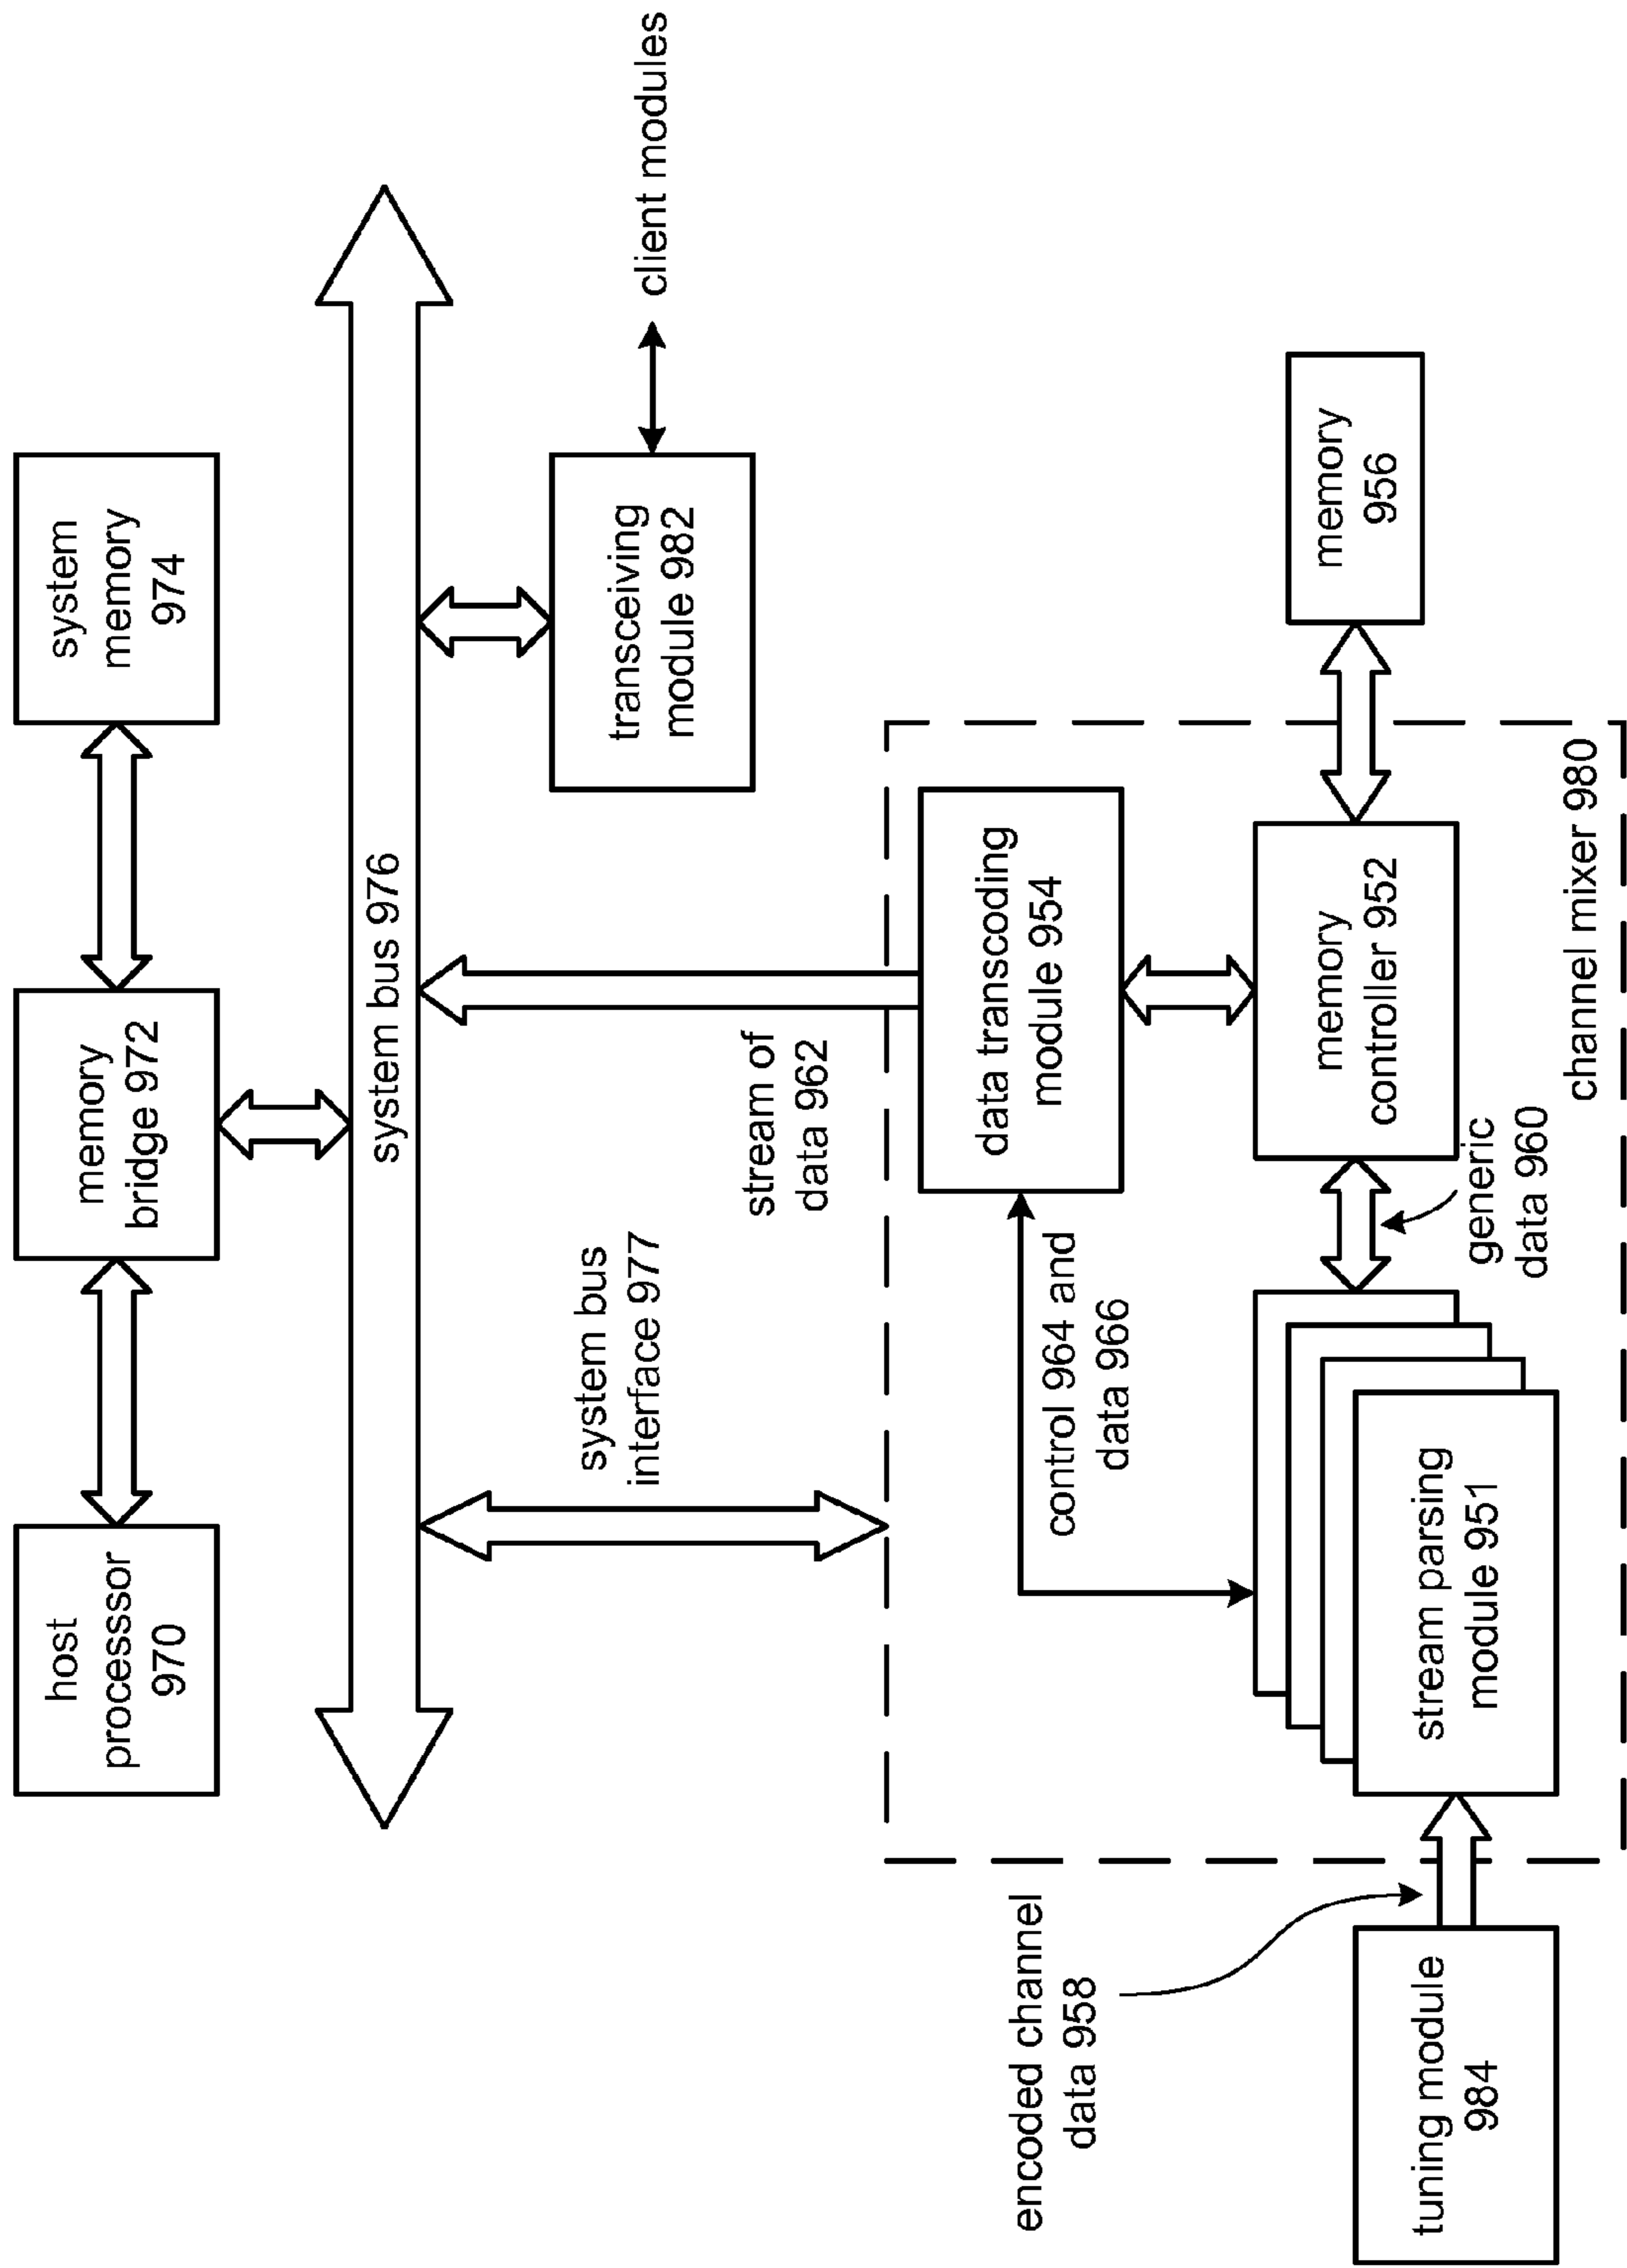 host
processsor
970
memory
bridge 972
system
memory
974
system bus 976
system bus
interface 977
stream of
data 962
transceiving
module 982
client modules
control 964 and
data 966
data transcoding
module 954
encoded channel
data 958
tuning module
984
stream parsing
module 951
generic
data 960
memory
controller 952
memory
956
channel mixer 980